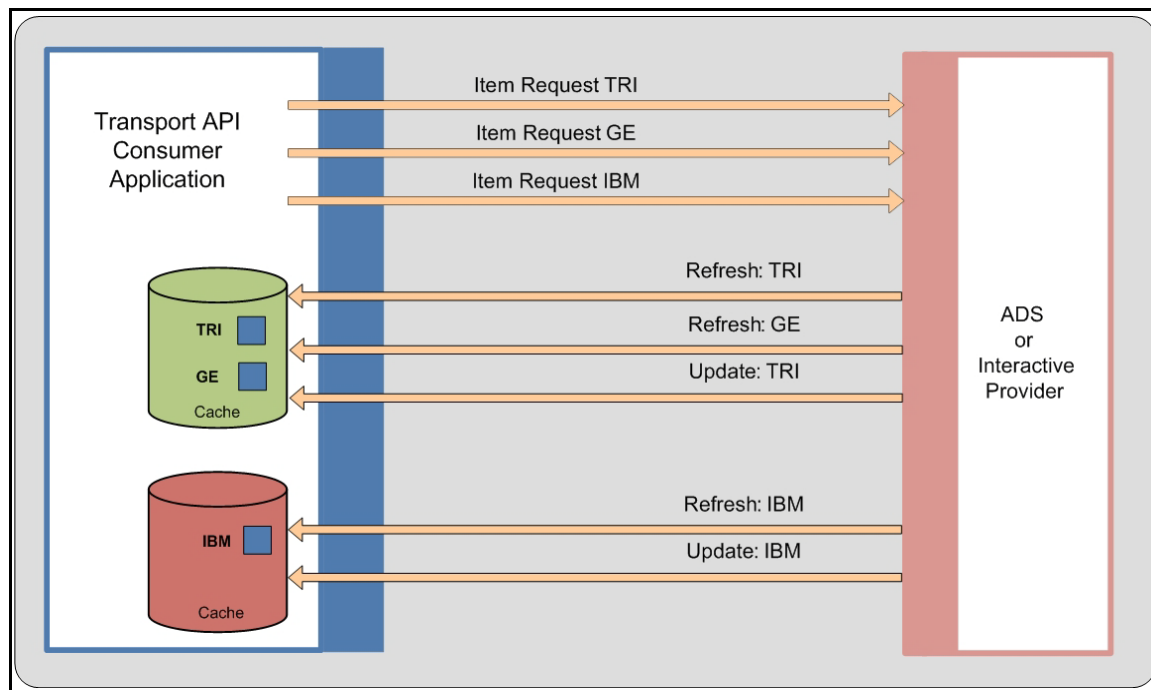 Transport API
Consumer
Application
Item Request TRI
Item Request GE
Item Request IBM
Refresh: TRI
Refresh: GE
Update: TRI
TRI
GE
Cache
Refresh: IBM
Update: IBM
IBM
Cache
ADS
or
Interactive
Provider